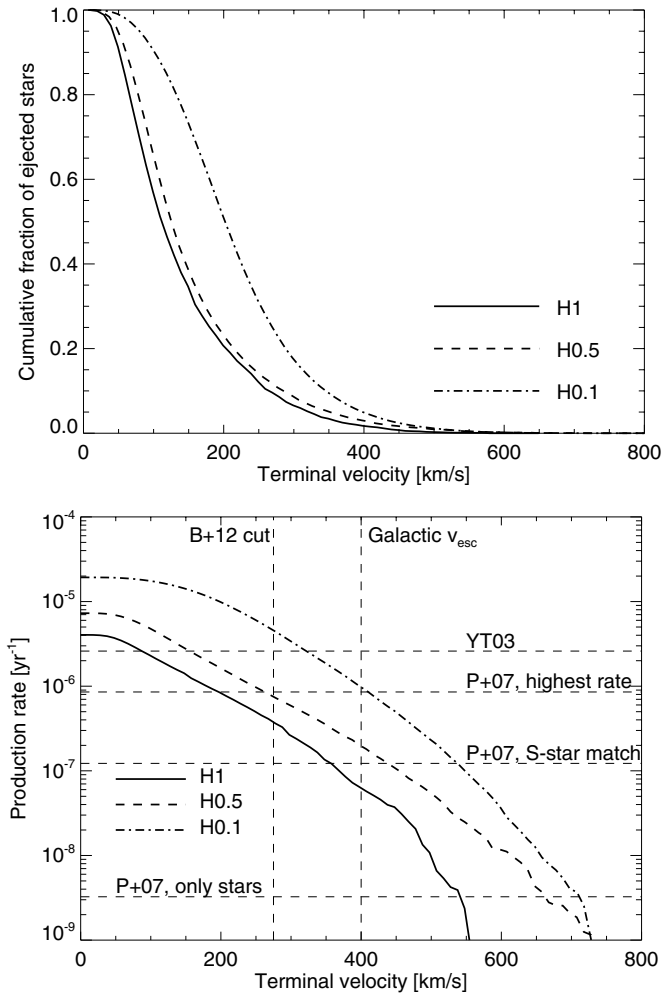 1.0
0.8
0.6
0.4
0.2
0.0
Cumulative fraction of ejected stars
H1
H0.5
H0.1
0 200 400 600 800
Terminal velocity [km/s]
10-4
10-5
10-6
10-7
10-8
10-9
Production rate [yr-1]
B+12 cut
Galactic vesc
YT03
P+07, highest rate
P+07, S-star match
H1
H0.5
H0.1
P+07, only stars
0 200 400 600 800
Terminal velocity [km/s]